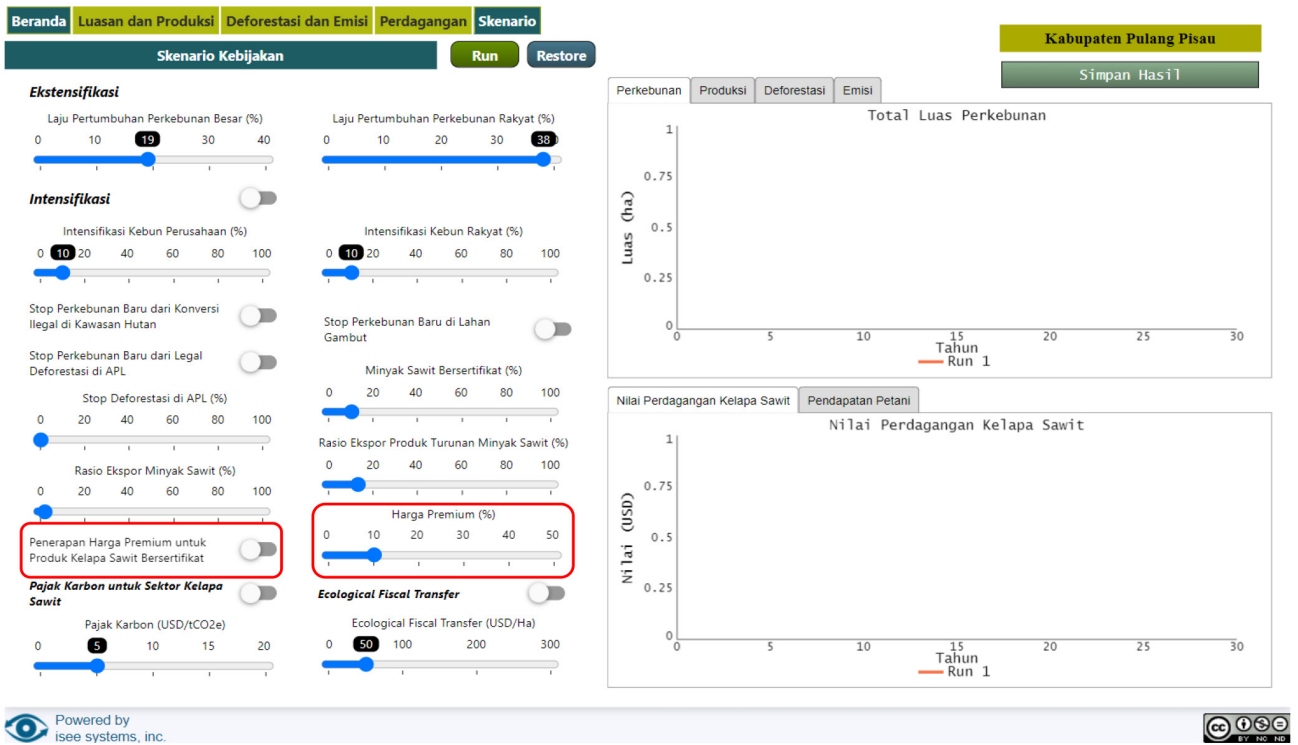 Beranda Luasan dan Produksi Deforestasi dan Emisi Perdagangan Skenario
Skenario Kebijakan Run Restore
Kabupaten Pulang Pisau
Simpan Hasil
Ekstensifikasi
Laju Pertumbuhan Perkebunan Besar (%)
0 10 19 30 40
Laju Pertumbuhan Perkebunan Rakyat (%)
0 10 20 30 38
Intensifikasi
Intensifikasi Kebun Perusahaan (%)
0 10 20 40 60 80 100
Intensifikasi Kebun Rakyat (%)
0 10 20 40 60 80 100
Stop Perkebunan Baru dari Konversi
Ilegal di Kawasan Hutan
Stop Perkebunan Baru di Lahan
Gambut
Stop Perkebunan Baru dari Legal
Deforestasi di APL
Minyak Sawit Bersertifikat (%)
0 20 40 60 80 100
Stop Deforestasi di APL (%)
0 20 40 60 80 100
Rasio Ekspor Produk Turunan Minyak Sawit (%)
0 20 40 60 80 100
Rasio Ekspor Minyak Sawit (%)
0 20 40 60 80 100
Harga Premium (%)
0 10 20 30 40 50
Penerapan Harga Premium untuk
Produk Kelapa Sawit Bersertifikat
Pajak Karbon untuk Sektor Kelapa
Sawit
Ecological Fiscal Transfer
Pajak Karbon (USD/tCO2e)
0 5 10 15 20
Ecological Fiscal Transfer (USD/Ha)
0 50 100 200 300
Perkebunan Produksi Deforestasi Emisi
Total Luas Perkebunan
Luas (ha)
1
0.75
0.5
0.25
0
0 5 10 15 20 25 30
Tahun
Run 1
Nilai Perdagangan Kelapa Sawit Pendapatan Petani
Nilai Perdagangan Kelapa Sawit
Nilai (USD)
1
0.75
0.5
0.25
0
0 5 10 15 20 25 30
Tahun
Run 1
Powered by
isee systems, inc.
cc BY NC ND